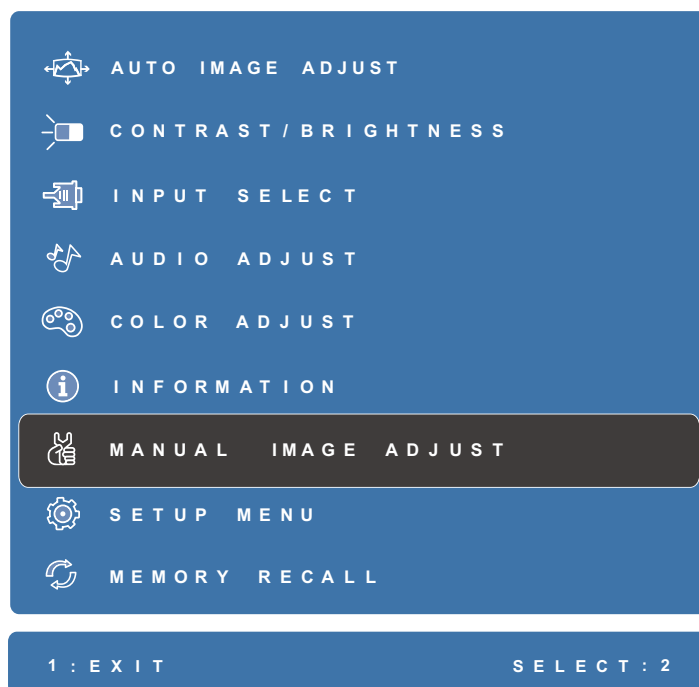 AUTO IMAGE ADJUST
CONTRAST/BRIGHTNESS
INPUT SELECT
AUDIO ADJUST
COLOR ADJUST
INFORMATION
MANUAL IMAGE ADJUST
SETUP MENU
MEMORY RECALL
1:EXIT SELECT:2